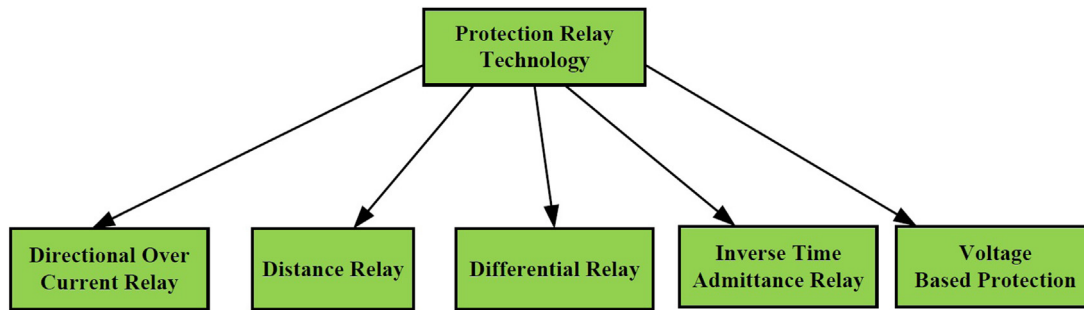 Protection Relay
Technology
Directional Over
Current Relay
Distance Relay
Differential Relay
Inverse Time
Admittance Relay
Voltage
Based Protection